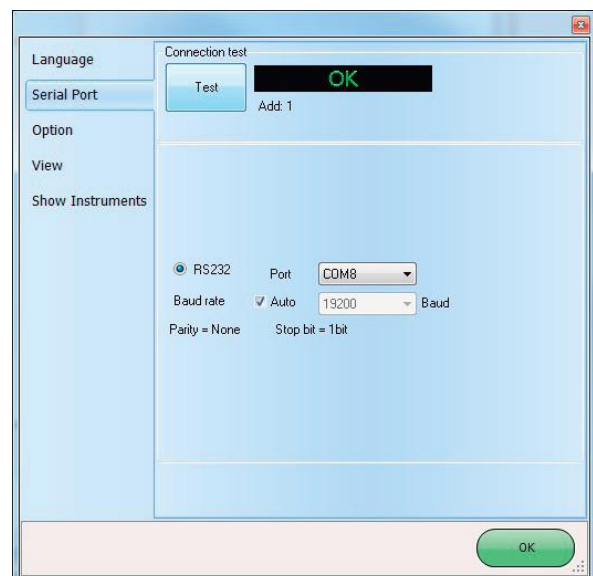 Language
Serial Port
Option
View
Show Instruments
Connection test
Test
OK
Add: 1
RS232 Port COM8
Baud rate Auto 19200 Baud
Parity = None Stop bit = 1bit
OK